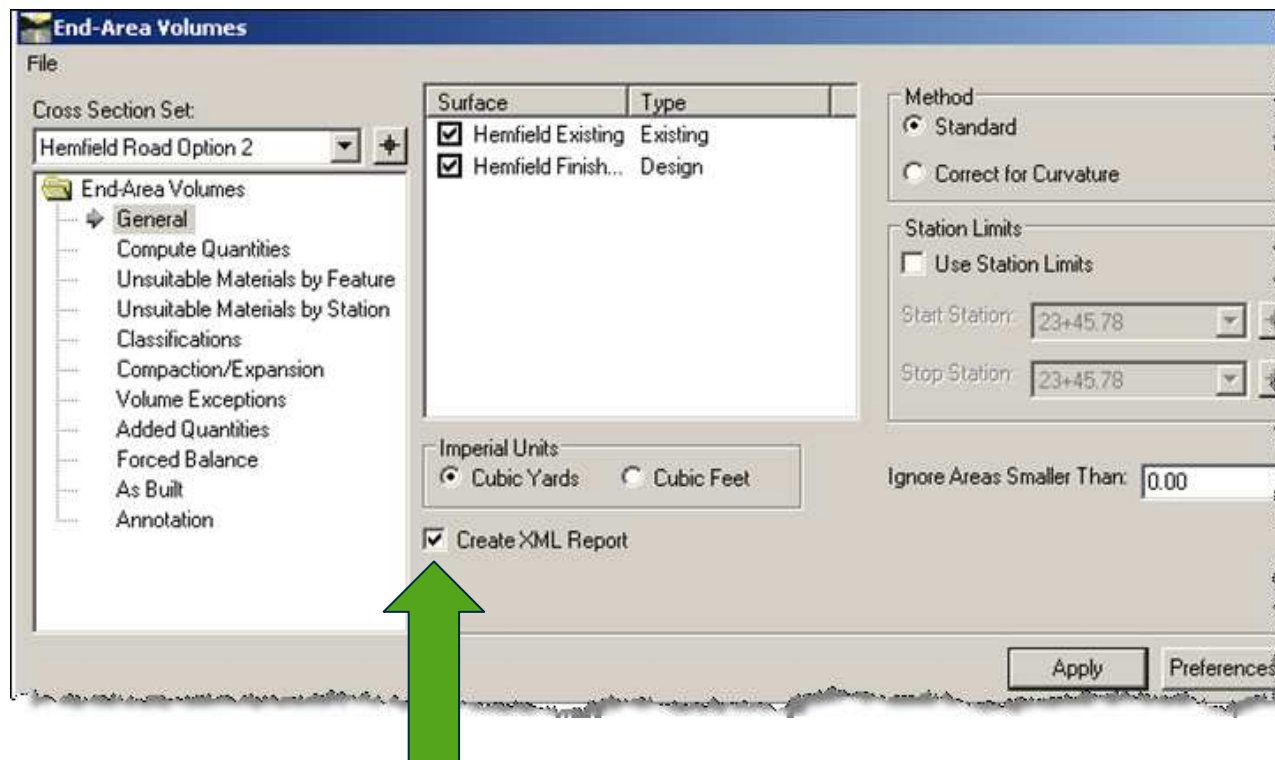 End-Area Volumes
File
Cross Section Set:
Hemfield Road Option 2
End-Area Volumes
General
Compute Quantities
Unsuitable Materials by Feature
Unsuitable Materials by Station
Classifications
Compaction/Expansion
Volume Exceptions
Added Quantities
Forced Balance
As Built
Annotation
Surface Type
Hemfield Existing Existing
Hemfield Finish... Design
Imperial Units
Cubic Yards Cubic Feet
Create XML Report
Method
Standard
Correct for Curvature
Station Limits
Use Station Limits
Start Station: 23+45.78
Stop Station: 23+45.78
Ignore Areas Smaller Than: 0.00
Apply Preferences